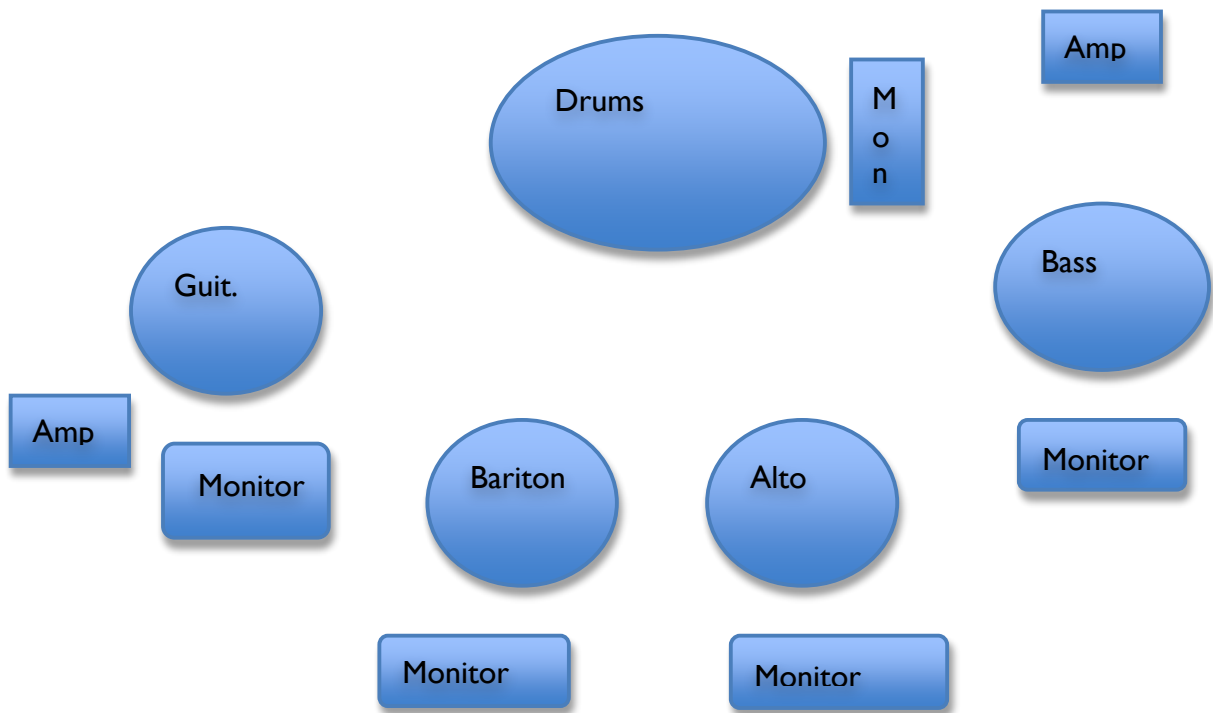 Amp
Drums
M
o
n
Bass
Guit.
Amp
Monitor
Bariton
Alto
Monitor
Monitor
Monitor